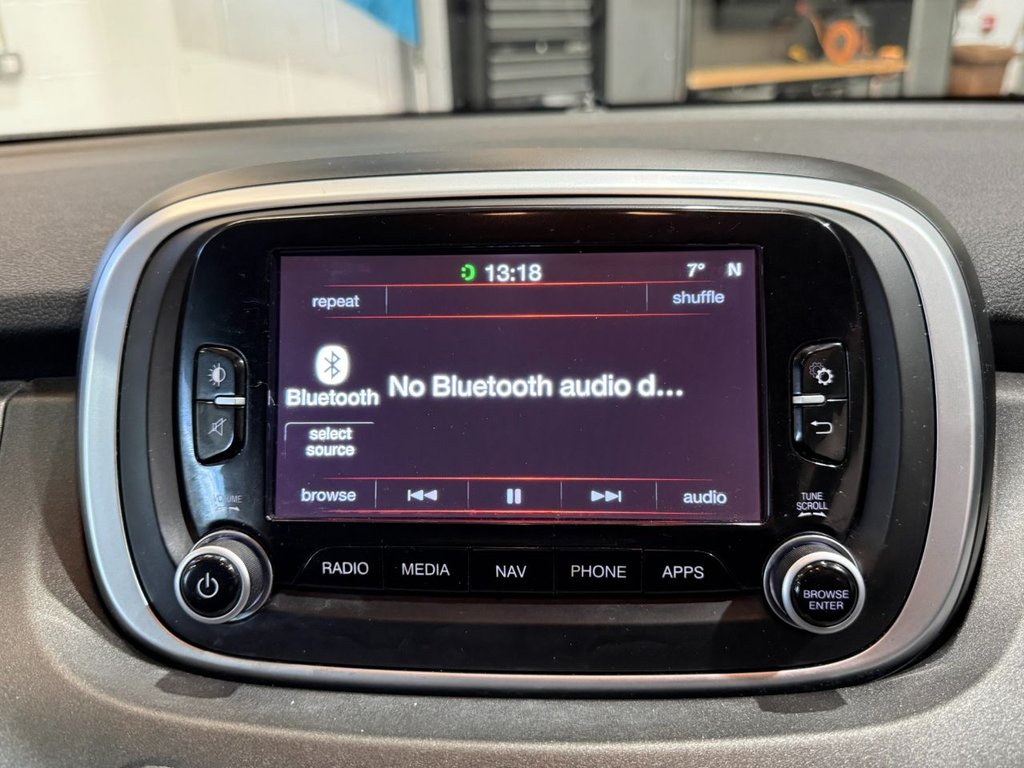 13:18 7° N
repeat shuffle
Bluetooth No Bluetooth audio d...
select
source
browse audio
VOLUME
TUNE
SCROLL
RADIO MEDIA NAV PHONE APPS
BROWSE
ENTER